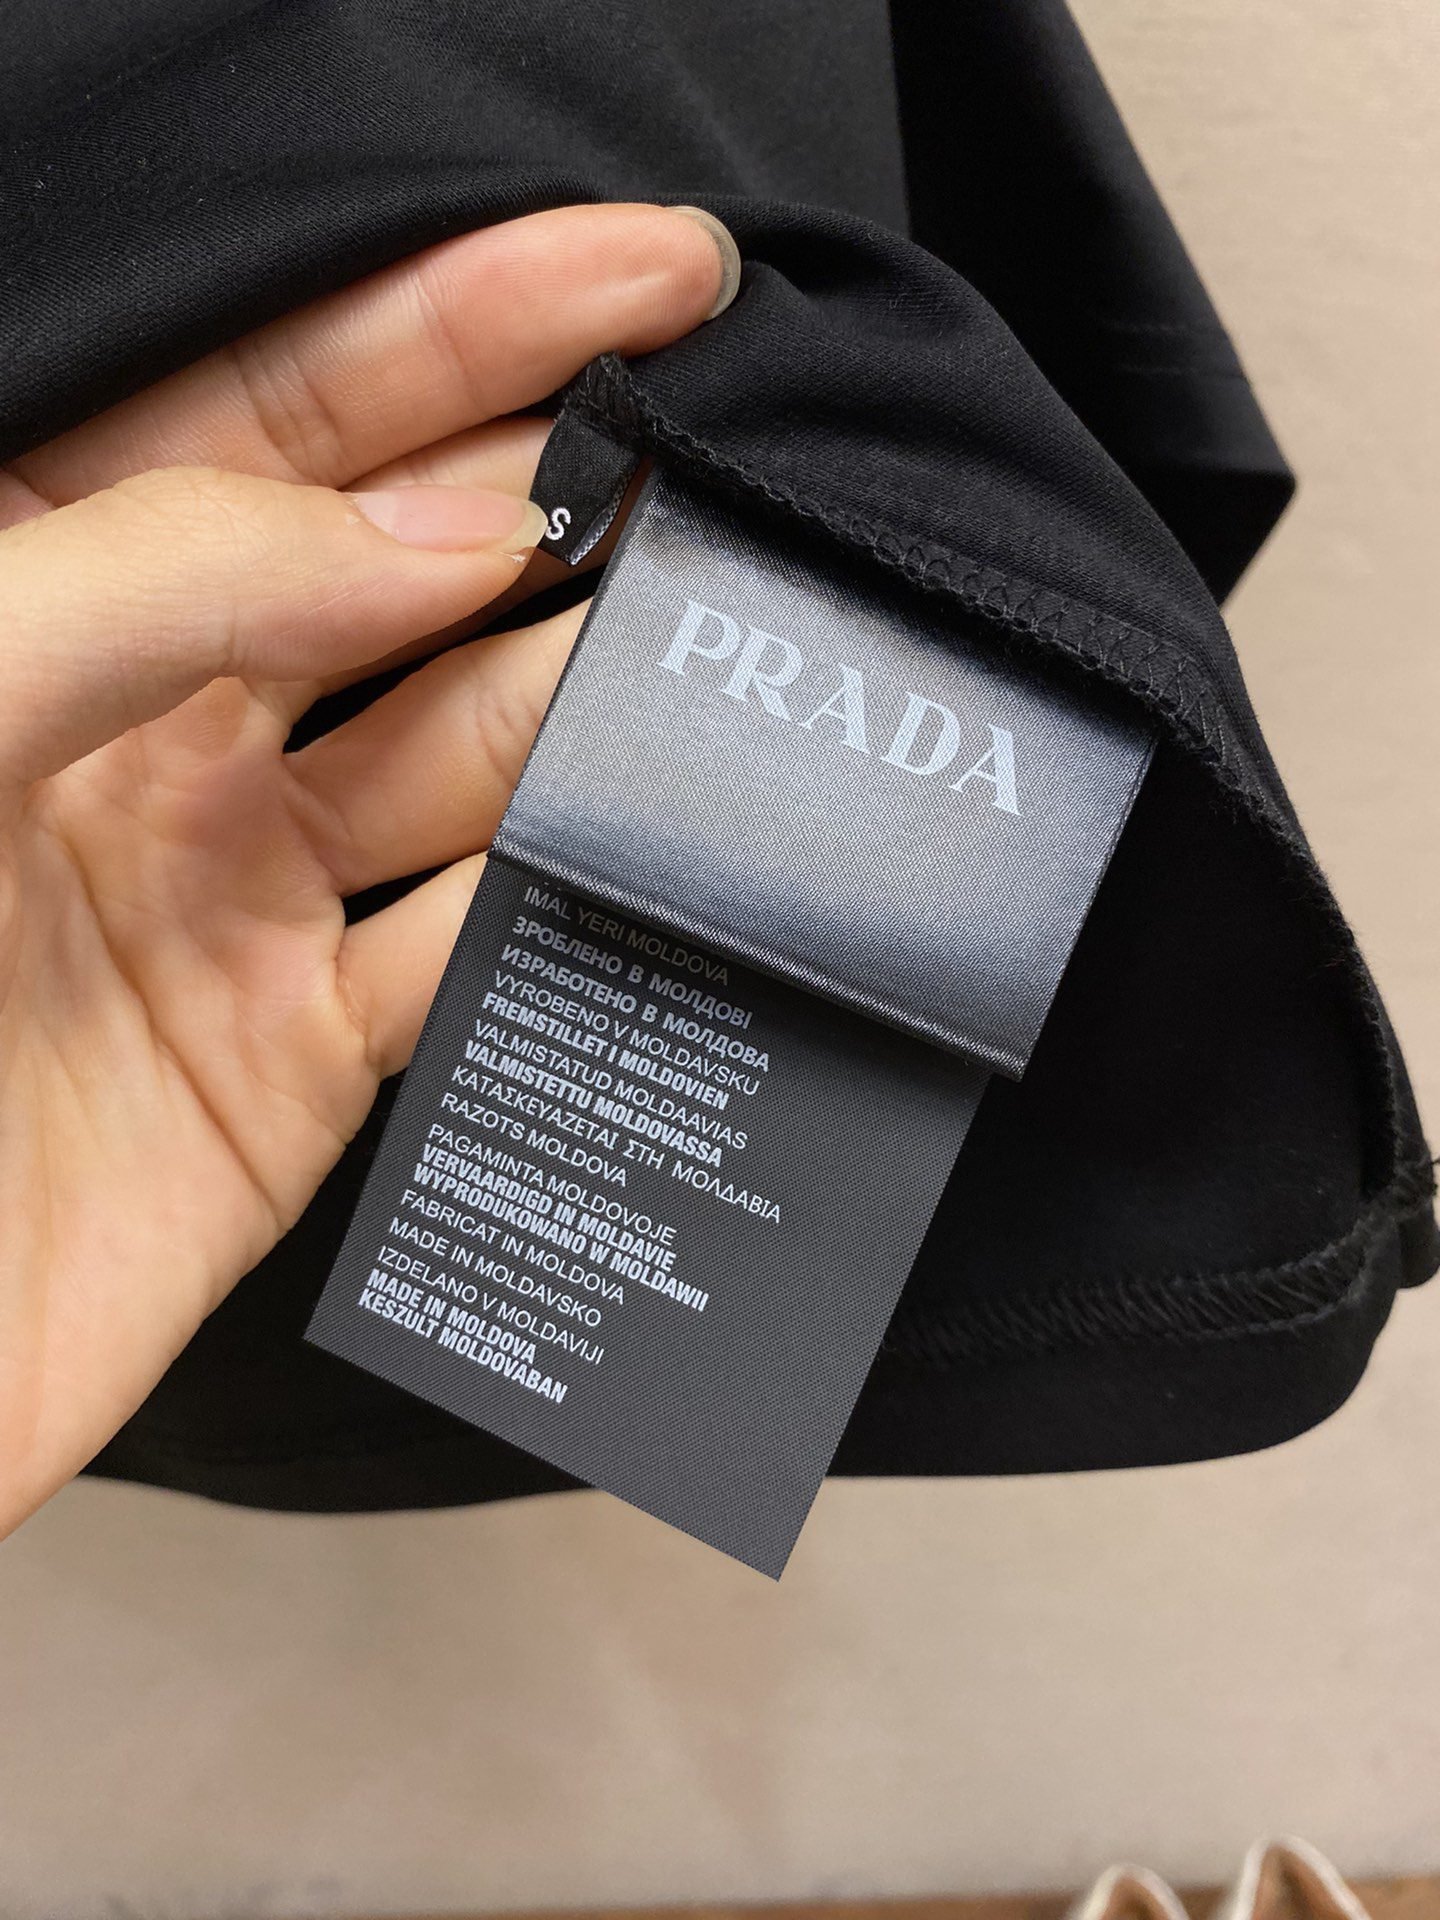 S
PRADA
IMAL YERI MOLDOVA
ЗРОБЛЕНО В МОЛДОВІ
ИЗРАБОТЕНО В МОЛДОВА
VYROBENO V MOLDAVSKU
FREMSTILLET I MOLDOVIEN
VALMISTATUD MOLDAAVIAS
VALMISTETTU MOLDOVASSA
ΚΑΤΑΣΚΕΥΑΖΕΤΑΙ ΣΤΗ ΜΟΛΔΑΒΙΑ
RAZOTS MOLDOVA
PAGAMINTA MOLDOVOJE
VERVAARDIGD IN MOLDAVIE
WYPRODUKOWANO W MOLDAWII
FABRICAT IN MOLDOVA
MADE IN MOLDAVSKO
IZDELANO V MOLDAVIJI
MADE IN MOLDOVA
KESZULT MOLDOVABAN